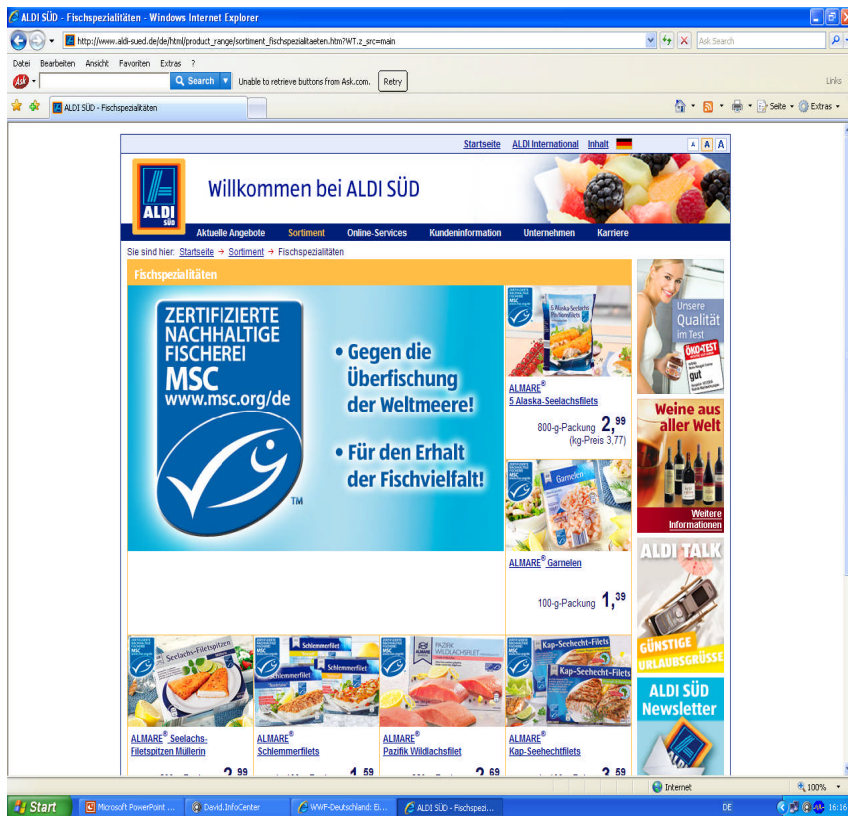 ALDI SÜD - Fischspezialitäten - Windows Internet Explorer
http://www.aldi-sued.de/de/html/product_range/sortiment_fischspezialitaeten.htm?WT.z_src=main
Ask Search
Datei Bearbeiten Ansicht Favoriten Extras ?
Ask Search Unable to retrieve buttons from Ask.com. Retry Links
ALDI SÜD - Fischspezialitäten
Seite Extras
Startseite ALDI International Inhalt A A A
ALDI
SÜD
Willkommen bei ALDI SÜD
Aktuelle Angebote Sortiment Online-Services Kundeninformation Unternehmen Karriere
Sie sind hier: Startseite → Sortiment → Fischspezialitäten
Fischspezialitäten
ZERTIFIZIERTE
NACHHALTIGE
FISCHEREI
MSC
www.msc.org/de
TM
• Gegen die
Überfischung
der Weltmeere!
• Für den Erhalt
der Fischvielfalt!
ALMARE®
5 Alaska-Seelachsfilets
800-g-Packung 2,99
(kg-Preis 3,77)
Garnelen
ALMARE® Garnelen
100-g-Packung 1,39
Unsere
Qualität
im Test
ÖKO-TEST
gut
Weine aus
aller Welt
Weitere
Informationen
ALDI TALK
GÜNSTIGE
URLAUBSGRÜSSE
ALDI SÜD
Newsletter
Seelachs-Filetspitzen
ALMARE® Seelachs-
Filetspitzen Müllerin
2,99
Schlemmerfilet
Schlemmerfilet
Schlemmerfilet
ALMARE®
Schlemmerfilets
1,59
PAZIFIK
WILDLACHSFILET
ALMARE®
Pazifik Wildlachsfilet
2,69
Kap-Seehecht-Filets
Kap-Seehecht-Filets
ALMARE®
Kap-Seehechtfilets
3,59
Internet 100%
Start Microsoft PowerPoint ... David.InfoCenter WWF-Deutschland: Ei... ALDI SÜD - Fischspezi... DE 16:16